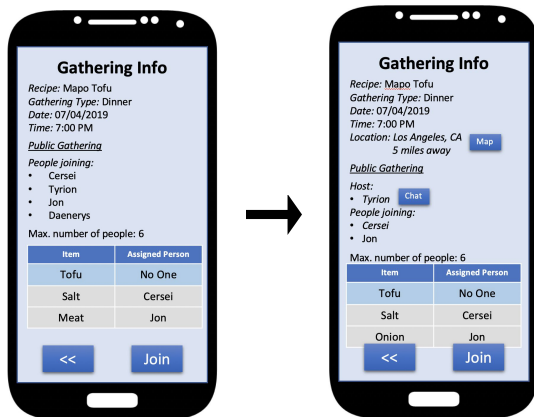 Gathering Info
Recipe: Mapo Tofu
Gathering Type: Dinner
Date: 07/04/2019
Time: 7:00 PM
Public Gathering
People joining:
• Cersei
• Tyrion
• Jon
• Daenerys
Max. number of people: 6
Item Assigned Person
Tofu No One
Salt Cersei
Meat Jon
<< Join
Gathering Info
Recipe: Mapo Tofu
Gathering Type: Dinner
Date: 07/04/2019
Time: 7:00 PM
Location: Los Angeles, CA
5 miles away Map
Public Gathering
Host:
• Tyrion Chat
People joining:
• Cersei
• Jon
Max. number of people: 6
Item Assigned Person
Tofu No One
Salt Cersei
Onion Jon
<< Join